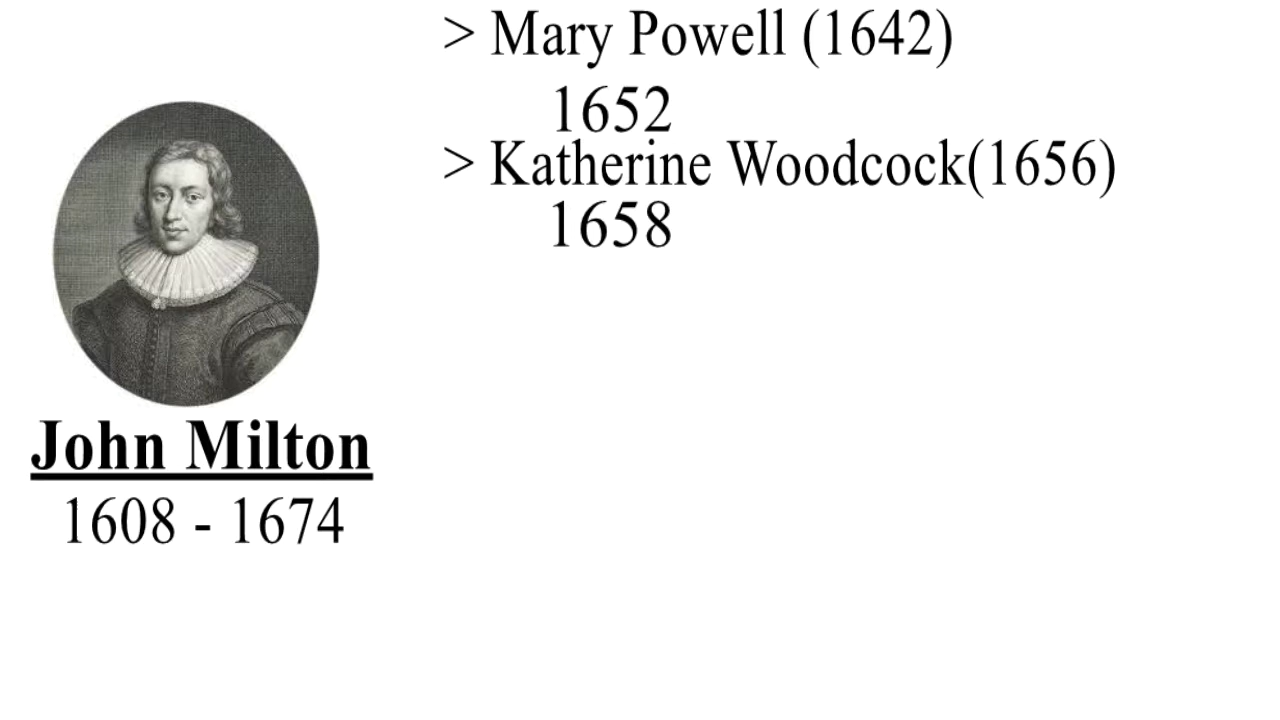 > Mary Powell (1642)
1652
> Katherine Woodcock(1656)
1658
John Milton
1608 - 1674